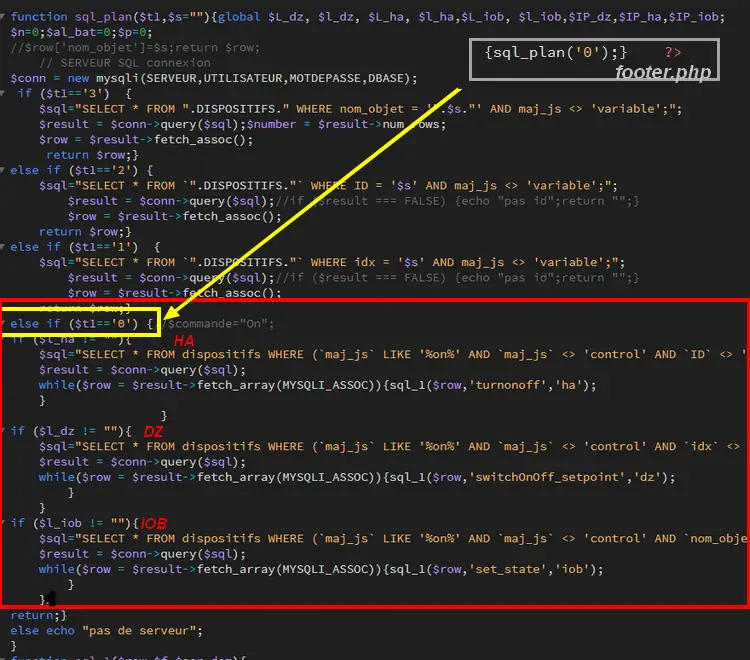 function sql_plan($t1,$s=""){global $L_dz, $l_dz, $L_ha, $l_ha,$L_iob, $l_iob,$IP_dz,$IP_ha,$IP_iob;
$n=0;$al_bat=0;$p=0;
//$row['nom_objet']=$s;return $row;
// SERVEUR SQL connexion
{sql_plan('0');} ?>
footer.php
$conn = new mysqli(SERVEUR,UTILISATEUR,MOTDEPASSE,DBASE);
if ($t1=='3') {
$sql="SELECT * FROM ".DISPOSITIFS." WHERE nom_objet = '".$s."' AND maj_js <> 'variable';";
$result = $conn->query($sql);$number = $result->num_rows;
$row = $result->fetch_assoc();
return $row;}
else if ($t1=='2') {
$sql="SELECT * FROM `".DISPOSITIFS."` WHERE ID = '$s' AND maj_js <> 'variable';";
$result = $conn->query($sql);//if ($result === FALSE) {echo "pas id";return "";}
$row = $result->fetch_assoc();
return $row;}
else if ($t1=='1') {
$sql="SELECT * FROM `".DISPOSITIFS."` WHERE idx = '$s' AND maj_js <> 'variable';";
$result = $conn->query($sql);//if ($result === FALSE) {echo "pas id";return "";}
$row = $result->fetch_assoc();
return $row;}
else if ($t1=='0') {//$commande="On";
if ($l_ha != ""){ HA
$sql="SELECT * FROM dispositifs WHERE (`maj_js` LIKE '%on%' AND `maj_js` <> 'control' AND `ID` <> '
$result = $conn->query($sql);
while($row = $result->fetch_array(MYSQLI_ASSOC)){sql_1($row,'turnonoff','ha');
}
}
if ($l_dz != ""){ DZ
$sql="SELECT * FROM dispositifs WHERE (`maj_js` LIKE '%on%' AND `maj_js` <> 'control' AND `idx` <>
$result = $conn->query($sql);
while($row = $result->fetch_array(MYSQLI_ASSOC)){sql_1($row,'switchOnOff_setpoint','dz');
}
}
if ($l_iob != ""){ IOB
$sql="SELECT * FROM dispositifs WHERE (`maj_js` LIKE '%on%' AND `maj_js` <> 'control' AND `nom_obje
$result = $conn->query($sql);
while($row = $result->fetch_array(MYSQLI_ASSOC)){sql_1($row,'set_state','iob');
}
}
return;}
else echo "pas de serveur";
}